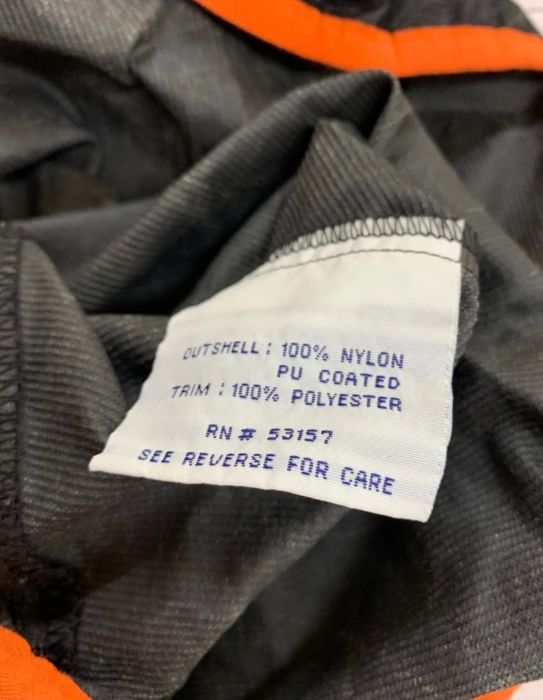 OUTSHELL: 100% NYLON
PU COATED
TRIM: 100% POLYESTER
RN # 53157
SEE REVERSE FOR CARE